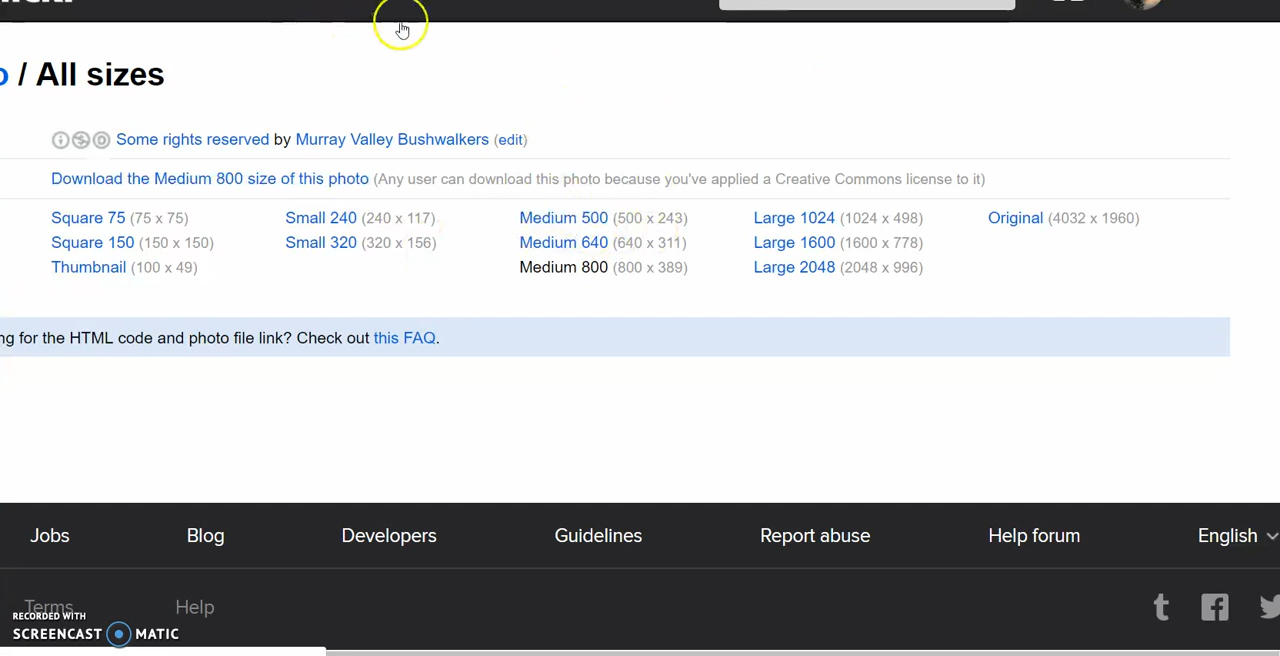 / All sizes
Some rights reserved by Murray Valley Bushwalkers (edit)
Download the Medium 800 size of this photo (Any user can download this photo because you've applied a Creative Commons license to it)
Square 75 (75 x 75) Small 240 (240 x 117) Medium 500 (500 x 243) Large 1024 (1024 x 498) Original (4032 x 1960)
Square 150 (150 x 150) Small 320 (320 x 156) Medium 640 (640 x 311) Large 1600 (1600 x 778)
Thumbnail (100 x 49) Medium 800 (800 x 389) Large 2048 (2048 x 996)
ng for the HTML code and photo file link? Check out this FAQ.
Jobs Blog Developers Guidelines Report abuse Help forum English
Terms Help
RECORDED WITH
SCREENCAST MATIC